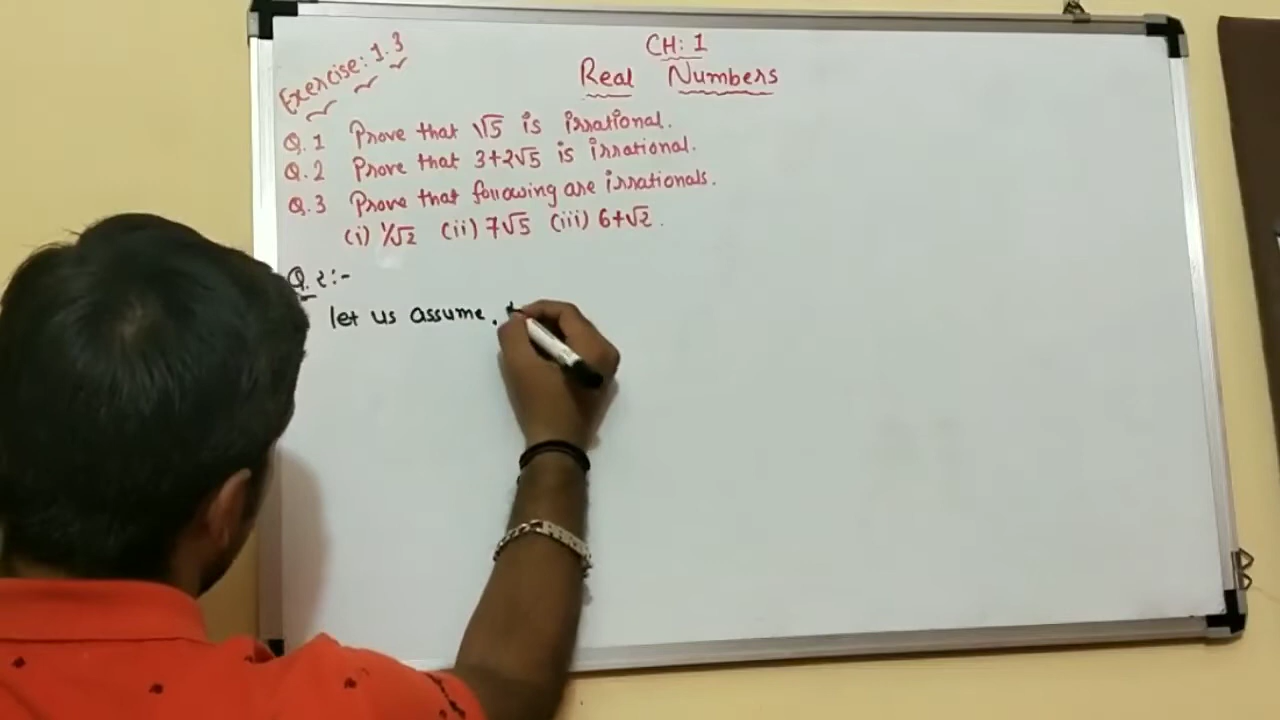 CH: 1
Real Numbers
Exercise: 1.3
Q.1 Prove that √5 is irrational.
Q.2 Prove that 3+2√5 is irrational.
Q.3 Prove that following are irrationals.
(i) 1/√2 (ii) 7√5 (iii) 6+√2.
Q.2:-
let us assume.